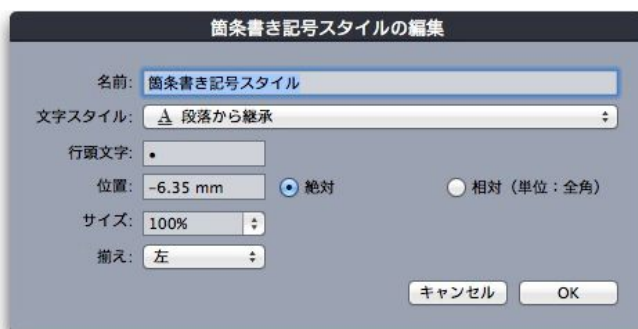 箇条書き記号スタイルの編集
名前: 箇条書き記号スタイル
文字スタイル: A 段落から継承
行頭文字: •
位置: -6.35 mm 絶対 相対（単位：全角）
サイズ: 100%
揃え: 左
キャンセル OK